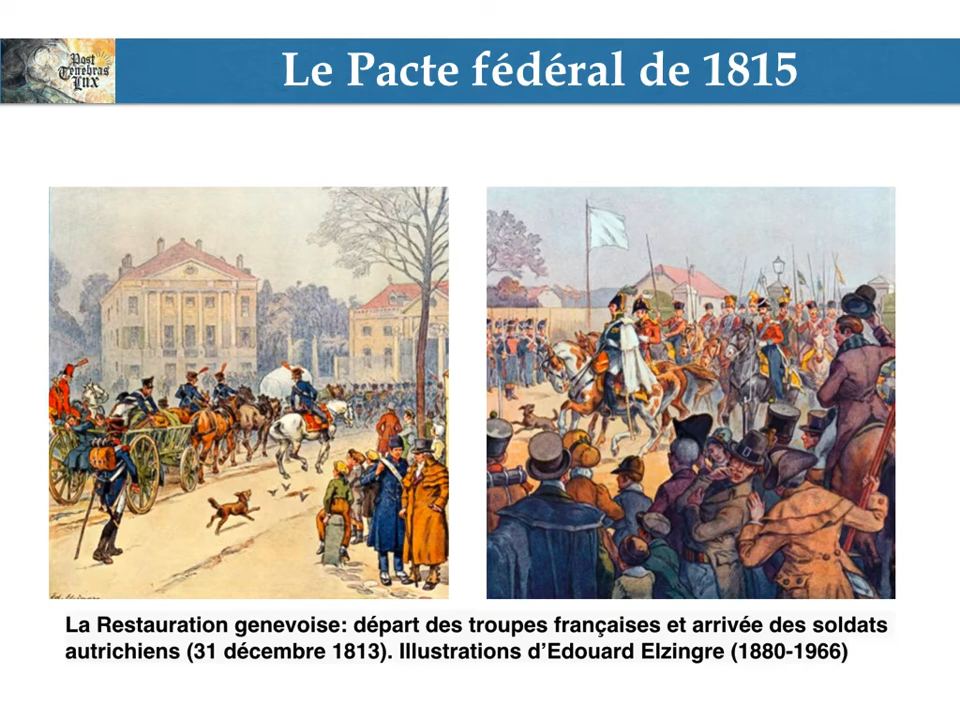 Post
Tenebras
Lux
Le Pacte fédéral de 1815
La Restauration genevoise: départ des troupes françaises et arrivée des soldats
autrichiens (31 décembre 1813). Illustrations d’Edouard Elzingre (1880-1966)